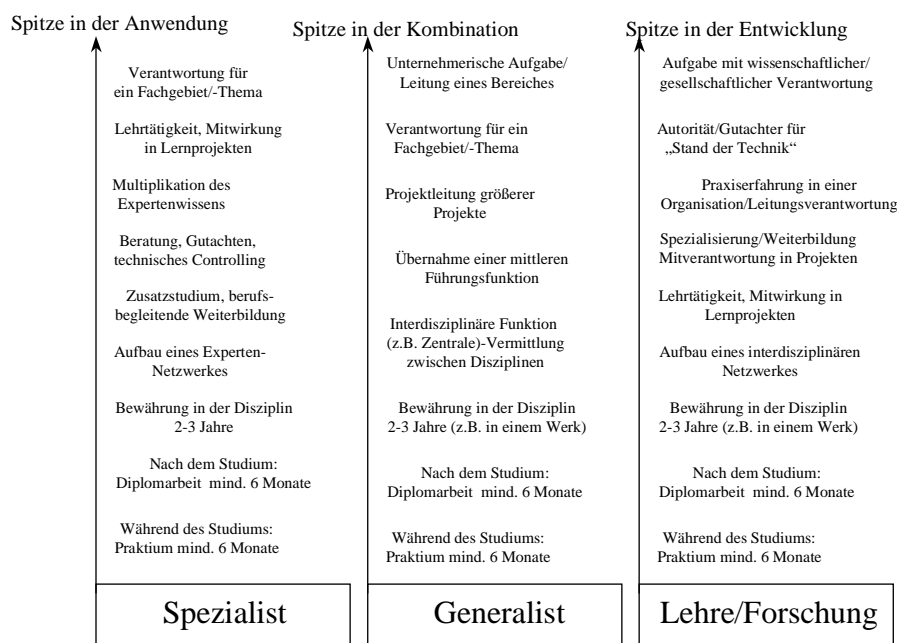 Spitze in der Anwendung
Verantwortung für
ein Fachgebiet/-Thema
Lehrtätigkeit, Mitwirkung
in Lernprojekten
Multiplikation des
Expertenwissens
Beratung, Gutachten,
technisches Controlling
Zusatzstudium, berufs-
begleitende Weiterbildung
Aufbau eines Experten-
Netzwerkes
Bewährung in der Disziplin
2-3 Jahre
Nach dem Studium:
Diplomarbeit mind. 6 Monate
Während des Studiums:
Praktium mind. 6 Monate
Spezialist
Spitze in der Kombination
Unternehmerische Aufgabe/
Leitung eines Bereiches
Verantwortung für ein
Fachgebiet/-Thema
Projektleitung größerer
Projekte
Übernahme einer mittleren
Führungsfunktion
Interdisziplinäre Funktion
(z.B. Zentrale)-Vermittlung
zwischen Disziplinen
Bewährung in der Disziplin
2-3 Jahre (z.B. in einem Werk)
Nach dem Studium:
Diplomarbeit mind. 6 Monate
Während des Studiums:
Praktium mind. 6 Monate
Generalist
Spitze in der Entwicklung
Aufgabe mit wissenschaftlicher/
gesellschaftlicher Verantwortung
Autorität/Gutachter für
„Stand der Technik“
Praxiserfahrung in einer
Organisation/Leitungsverantwortung
Spezialisierung/Weiterbildung
Mitverantwortung in Projekten
Lehrtätigkeit, Mitwirkung in
Lernprojekten
Aufbau eines interdisziplinären
Netzwerkes
Bewährung in der Disziplin
2-3 Jahre (z.B. in einem Werk)
Nach dem Studium:
Diplomarbeit mind. 6 Monate
Während des Studiums:
Praktium mind. 6 Monate
Lehre/Forschung